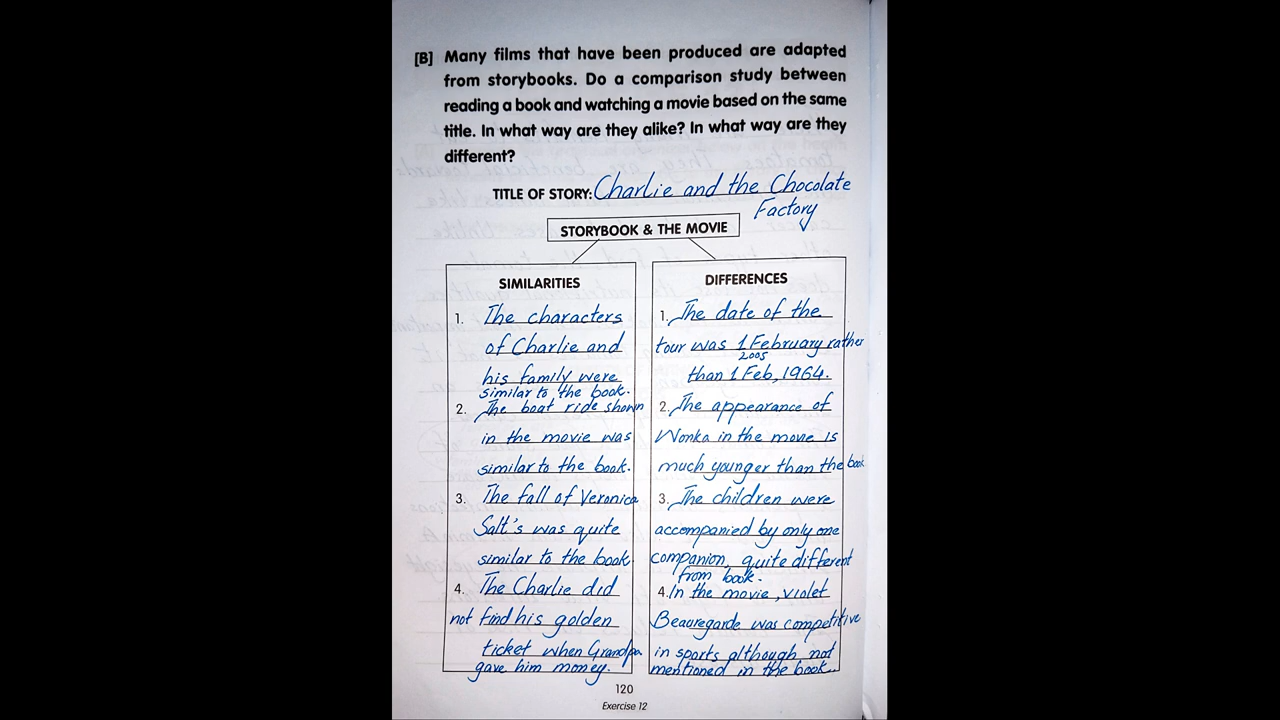 [B] Many films that have been produced are adapted
from storybooks. Do a comparison study between
reading a book and watching a movie based on the same
title. In what way are they alike? In what way are they
different?
TITLE OF STORY: Charlie and the Chocolate
Factory
STORYBOOK & THE MOVIE
SIMILARITIES
1. The characters
of Charlie and
his family were
similar to the book.
2. The boat ride shown
in the movie was
similar to the book.
3. The fall of Veronica
Salt's was quite
similar to the book
4. The Charlie did
not find his golden
ticket when Grandpa
gave him money.
DIFFERENCES
1. The date of the
tour was 1 February rather
2005
than 1 Feb, 1964.
2. The appearance of
Wonka in the movie is
much younger than the book
3. The children were
accompanied by only one
companion, quite different
from book.
4. In the movie, violet
Beauregarde was competitive
in sports although not
mentioned in the book.
120
Exercise 12